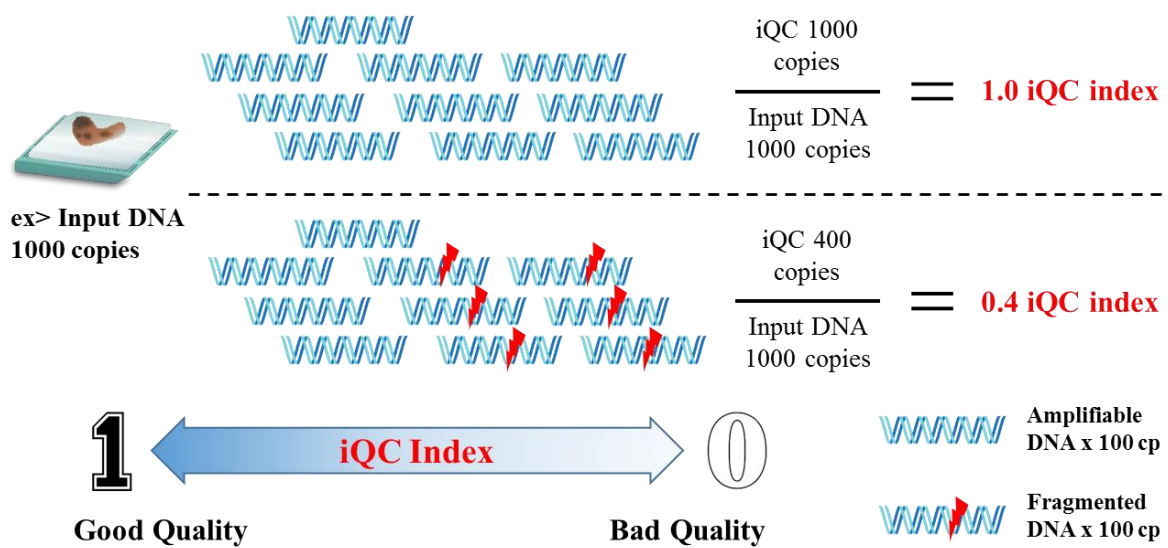 iQC 1000
copies
Input DNA
1000 copies
=
1.0 iQC index
ex> Input DNA
1000 copies
iQC 400
copies
Input DNA
1000 copies
=
0.4 iQC index
1
iQC Index
0
Good Quality
Bad Quality
Amplifiable
DNA x 100 cp
Fragmented
DNA x 100 cp